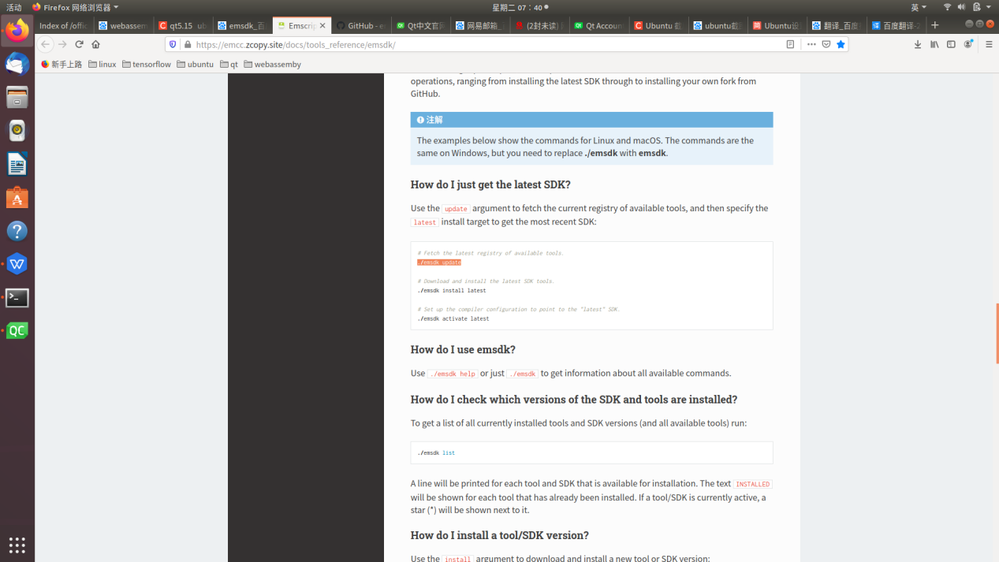 活动
Firefox 网络浏览器
星期二 07：40
英
Index of /offic
webassem
qt5.15 ub
emsdk_百
Emscrip
GitHub - e
Qt中文官
网易邮箱_
(2封未读)
Qt Accoun
Ubuntu 截
ubuntu截
Ubuntu设
翻译_百度
百度翻译-2
https://emcc.zcopy.site/docs/tools_reference/emsdk/
新手上路
linux
tensorflow
ubuntu
qt
webassemby
operations, ranging from installing the latest SDK through to installing your own fork from
GitHub.
注解
The examples below show the commands for Linux and macOS. The commands are the
same on Windows, but you need to replace ./emsdk with emsdk.
How do I just get the latest SDK?
Use the update argument to fetch the current registry of available tools, and then specify the
latest install target to get the most recent SDK:
# Fetch the latest registry of available tools.
./emsdk update
# Download and install the latest SDK tools.
./emsdk install latest
# Set up the compiler configuration to point to the "latest" SDK.
./emsdk activate latest
How do I use emsdk?
Use ./emsdk help or just ./emsdk to get information about all available commands.
How do I check which versions of the SDK and tools are installed?
To get a list of all currently installed tools and SDK versions (and all available tools) run:
./emsdk list
A line will be printed for each tool and SDK that is available for installation. The text INSTALLED
will be shown for each tool that has already been installed. If a tool/SDK is currently active, a
star (*) will be shown next to it.
How do I install a tool/SDK version?
Use the install argument to download and install a new tool or SDK version: